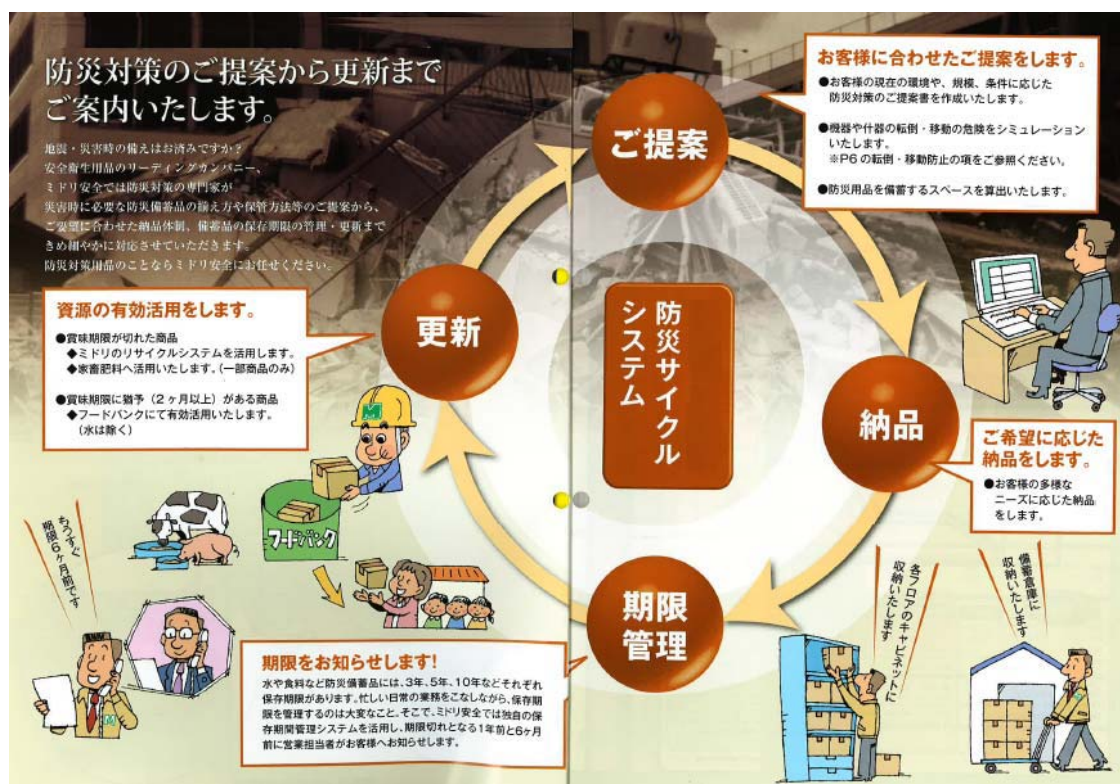 防災対策のご提案から更新まで
ご案内いたします。
地震・災害時の備えはお済みですか？
安全衛生用品のリーディングカンパニー、
ミドリ安全では防災対策の専門家が
災害時に必要な防災備蓄品の揃え方や保管方法等のご提案から、
ご要望に合わせた納品体制、備蓄品の保存期限の管理・更新まで
きめ細やかに対応させていただきます。
防災対策用品のことならミドリ安全にお任せください。
ご提案
お客様に合わせたご提案をします。
●お客様の現在の環境や、規模、条件に応じた
防災対策のご提案書を作成いたします。
●機器や什器の転倒・移動の危険をシミュレーション
いたします。
※P6の転倒・移動防止の項をご参照ください。
●防災用品を備蓄するスペースを算出いたします。
防災サイクル
システム
納品
ご希望に応じた
納品をします。
●お客様の多様な
ニーズに応じた納品
をします。
各フロアのキャビネットに
収納いたします
備蓄倉庫に
収納いたします
期限
管理
期限をお知らせします!
水や食料など防災備蓄品には、3年、5年、10年などそれぞれ
保存期限があります。忙しい日常の業務をこなしながら、保存期
限を管理するのは大変なこと。そこで、ミドリ安全では独自の保
存期間管理システムを活用し、期限切れとなる1年前と6ヶ月
前に営業担当者がお客様へお知らせします。
もうすぐ
期限6ヶ月前です
更新
資源の有効活用をします。
●賞味期限が切れた商品
◆ミドリのリサイクルシステムを活用します。
◆家畜肥料へ活用いたします。(一部商品のみ)
●賞味期限に猶予(2ヶ月以上)がある商品
◆フードバンクにて有効活用いたします。
(水は除く)
フードバンク